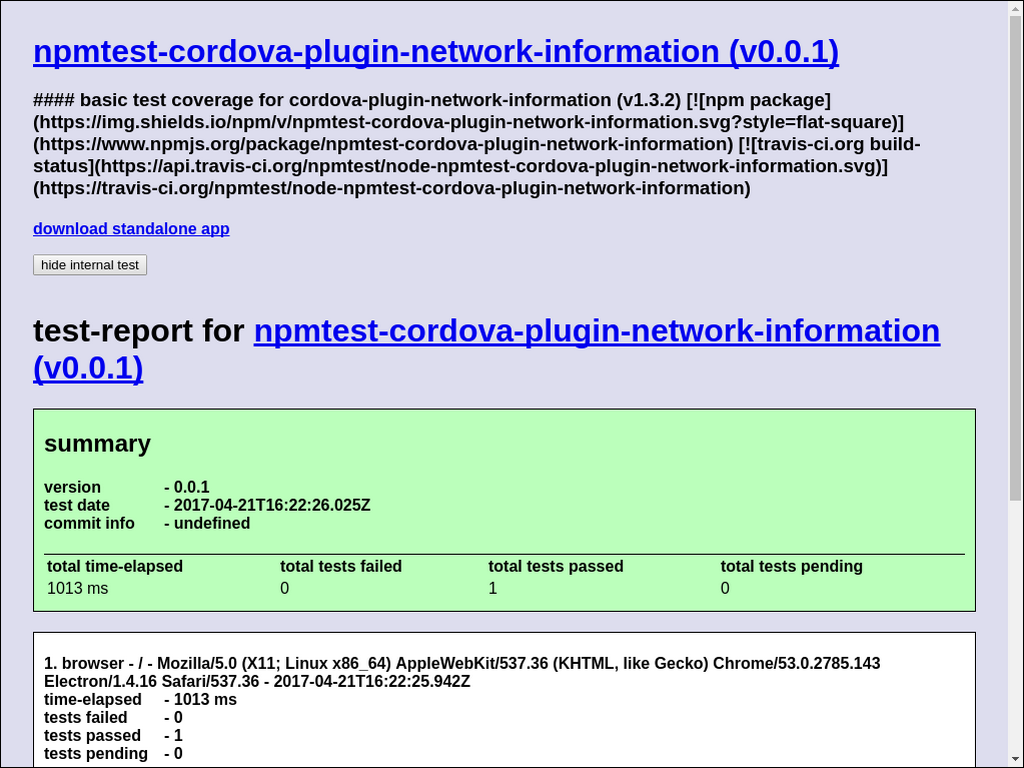 npmtest-cordova-plugin-network-information (v0.0.1)
#### basic test coverage for cordova-plugin-network-information (v1.3.2) [![npm package]
(https://img.shields.io/npm/v/npmtest-cordova-plugin-network-information.svg?style=flat-square)]
(https://www.npmjs.org/package/npmtest-cordova-plugin-network-information) [![travis-ci.org build-
status](https://api.travis-ci.org/npmtest/node-npmtest-cordova-plugin-network-information.svg)]
(https://travis-ci.org/npmtest/node-npmtest-cordova-plugin-network-information)
download standalone app
hide internal test
test-report for npmtest-cordova-plugin-network-information
(v0.0.1)
summary
version - 0.0.1
test date - 2017-04-21T16:22:26.025Z
commit info - undefined
total time-elapsed total tests failed total tests passed total tests pending
1013 ms 0 1 0
1. browser - / - Mozilla/5.0 (X11; Linux x86_64) AppleWebKit/537.36 (KHTML, like Gecko) Chrome/53.0.2785.143
Electron/1.4.16 Safari/537.36 - 2017-04-21T16:22:25.942Z
time-elapsed - 1013 ms
tests failed - 0
tests passed - 1
tests pending - 0